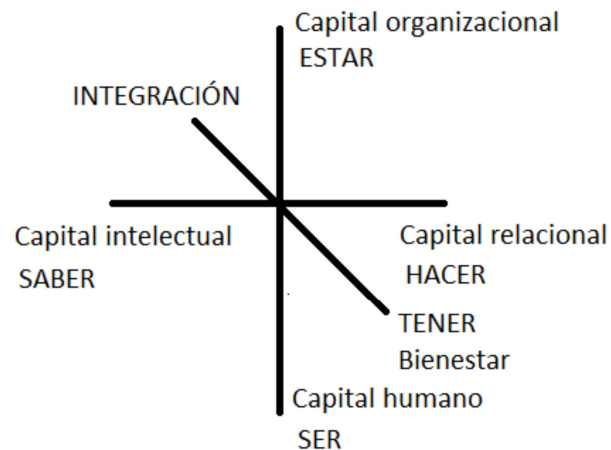 Capital organizacional
ESTAR
INTEGRACIÓN
Capital intelectual
SABER
Capital relacional
HACER
TENER
Bienestar
Capital humano
SER